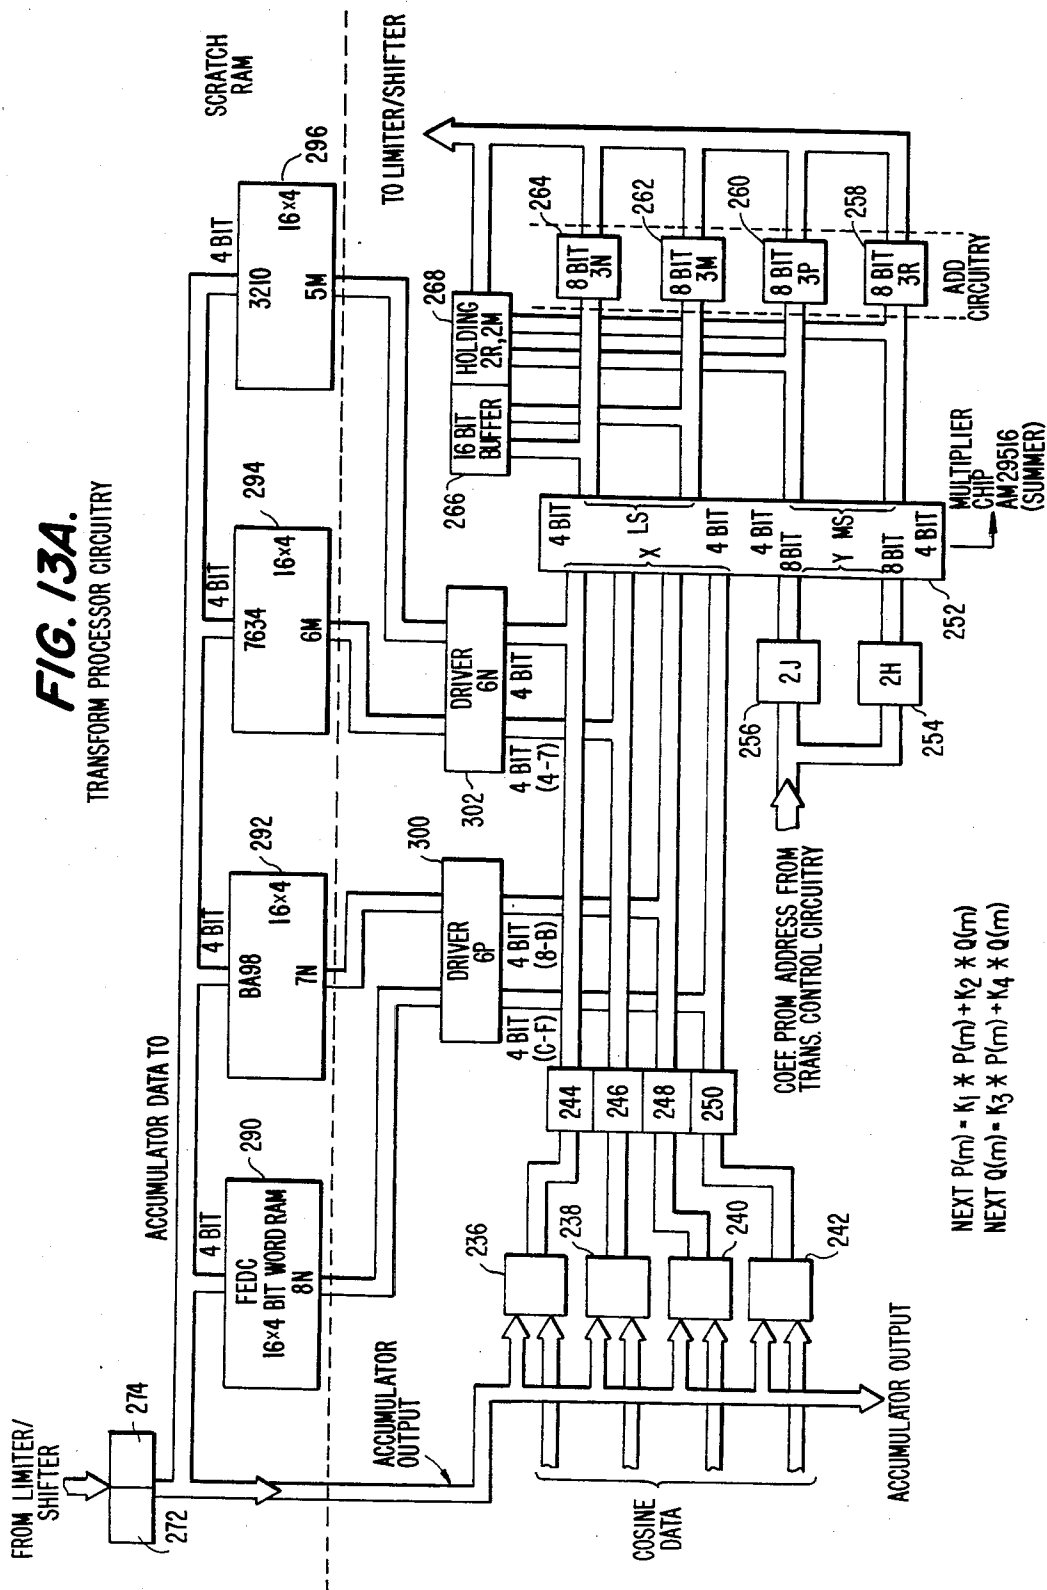 FIG. 13A.
TRANSFORM PROCESSOR CIRCUITRY
FROM LIMITER/
SHIFTER
274
272
ACCUMULATOR DATA TO
SCRATCH
RAM
4 BIT
FEDC
16×4 BIT WORD RAM
8N
290
4 BIT
BA98
16×4
7N
292
4 BIT
7634
16×4
6M
294
4 BIT
3210
16×4
5M
296
TO LIMITER/SHIFTER
ACCUMULATOR
OUTPUT
DRIVER
6P
300
4 BIT
(C-F)
4 BIT
(8-B)
DRIVER
6N
302
4 BIT
(4-7)
4 BIT
16 BIT
BUFFER
266
HOLDING
2R,2M
268
8 BIT
3N
264
8 BIT
3M
262
8 BIT
3P
260
8 BIT
3R
258
ADD
CIRCUITRY
COSINE
DATA
236
238
240
242
244
246
248
250
4 BIT
X
LS
4 BIT
4 BIT
8BIT
Y
MS
8BIT
4 BIT
252
MULTIPLIER
CHIP
AM29516
(SUMMER)
2J
256
2H
254
COEF. PROM ADDRESS FROM
TRANS. CONTROL CIRCUITRY
ACCUMULATOR OUTPUT
NEXT P(m) = K1 * P(m) + K2 * Q(m)
NEXT Q(m) = K3 * P(m) + K4 * Q(m)